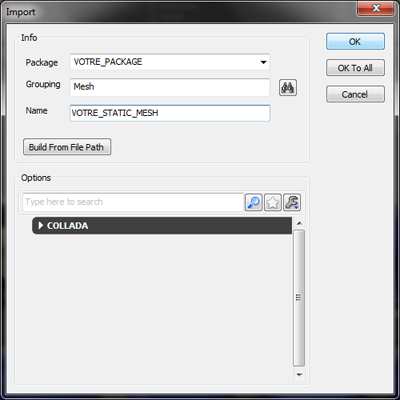 Import
Info
Package
VOTRE_PACKAGE
Grouping
Mesh
Name
VOTRE_STATIC_MESH
Build From File Path
OK
OK To All
Cancel
Options
Type here to search
COLLADA